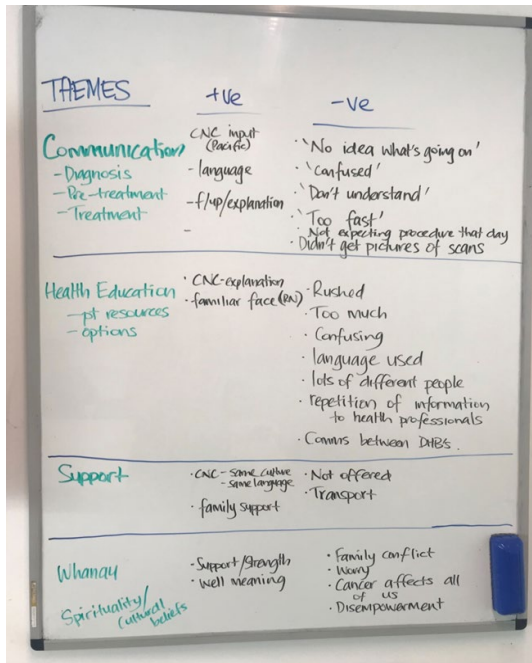 THEMES +ve -ve
Communication
- Diagnosis
- Pre-treatment
- Treatment
CNC input
(Pacific)
- language
- f/up/explanation
-
· 'No idea what's going on'
· 'Confused'
· 'Don't understand'
· 'Too fast'
· Not expecting procedure that day
· Didn't get pictures of scans
Health Education
- pt resources
- options
· CNC-explanation
· familiar face (RN)
· Rushed
· Too much
· Confusing
· language used
· lots of different people
· repetition of information
to health professionals
· Comms between DHB's.
Support
· CNC - same culture
- same language
· family support
· Not offered
· Transport
Whanau
Spirituality/
cultural
beliefs
· Support/Strength
· Well meaning
· Family conflict
· Worry
· Cancer affects all
of us
· Disempowerment